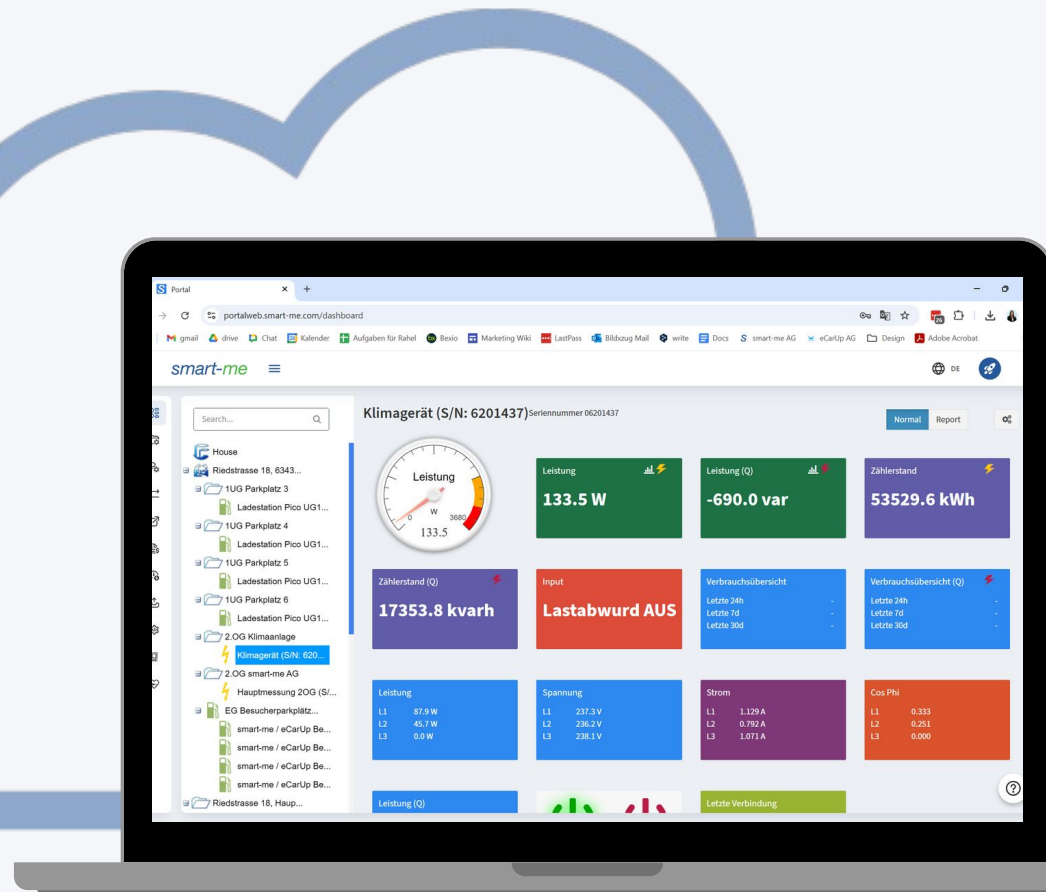 Portal
portalweb.smart-me.com/dashboard
gmail drive Chat Kalender Aufgaben für Rahel Bexio Marketing Wiki LastPass Bildxzug Mail write Docs smart-me AG eCarUp AG Design Adobe Acrobat
26
smart-me
DE
Search...
House
Riedstrasse 18, 6343...
1UG Parkplatz 3
Ladestation Pico UG1...
1UG Parkplatz 4
Ladestation Pico UG1...
1UG Parkplatz 5
Ladestation Pico UG1...
1UG Parkplatz 6
Ladestation Pico UG1...
2.OG Klimaanlage
Klimagerät (S/N: 620...
2.OG smart-me AG
Hauptmessung 2OG (S/...
EG Besucherparkplätz...
smart-me / eCarUp Be...
smart-me / eCarUp Be...
smart-me / eCarUp Be...
smart-me / eCarUp Be...
Riedstrasse 18, Haup...
Klimagerät (S/N: 6201437) Seriennummer 06201437
Normal Report
Leistung
0 W 3680
133.5
Leistung
133.5 W
Leistung (Q)
-690.0 var
Zählerstand
53529.6 kWh
Zählerstand (Q)
17353.8 kvarh
Input
Lastabwurd AUS
Verbrauchsübersicht
Letzte 24h -
Letzte 7d -
Letzte 30d -
Verbrauchsübersicht (Q)
Letzte 24h -
Letzte 7d -
Letzte 30d -
Leistung
L1 87.9 W
L2 45.7 W
L3 0.0 W
Spannung
L1 237.3 V
L2 236.2 V
L3 238.1 V
Strom
L1 1.129 A
L2 0.792 A
L3 1.071 A
Cos Phi
L1 0.333
L2 0.251
L3 0.000
Leistung (Q)
Letzte Verbindung